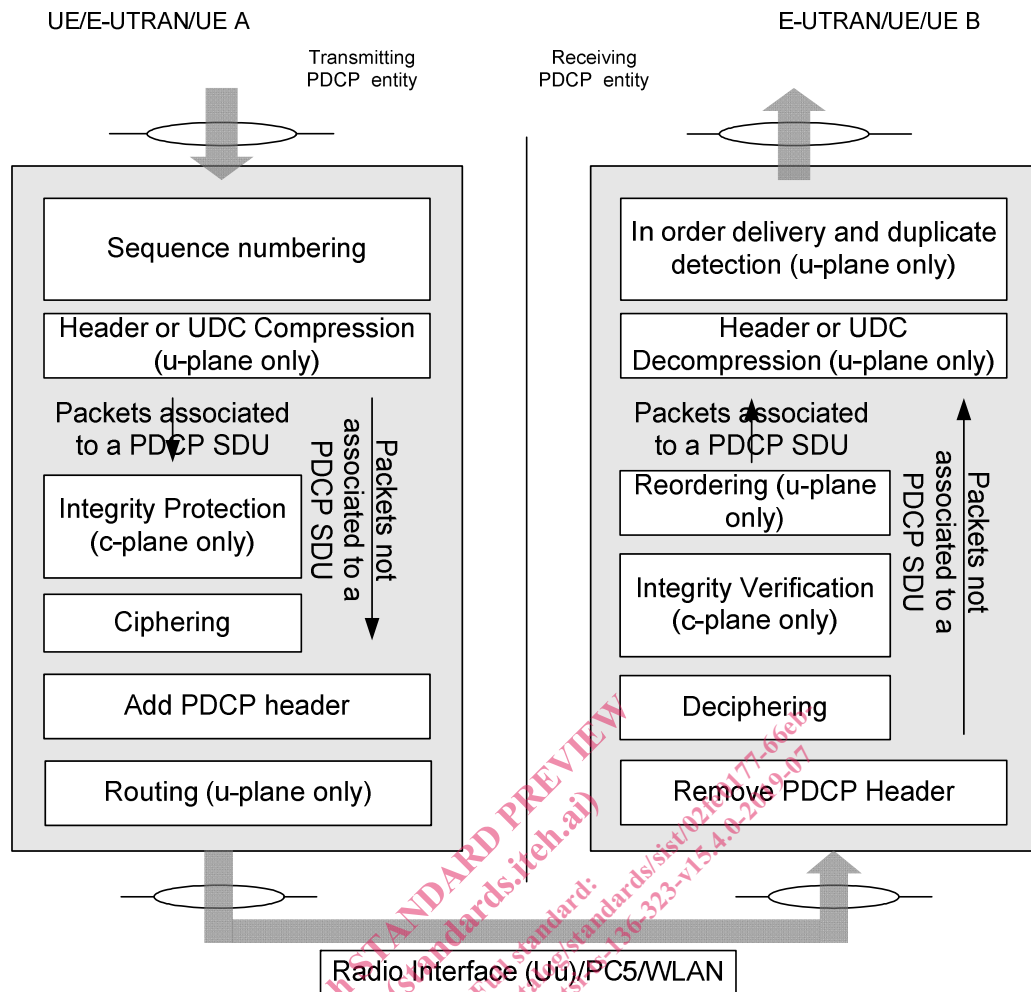 UE/E-UTRAN/UE A
E-UTRAN/UE/UE B
Transmitting
PDCP entity
Receiving
PDCP entity
Sequence numbering
Header or UDC Compression
(u-plane only)
Packets associated
to a PDCP SDU
Packets not
associated to a
PDCP SDU
Integrity Protection
(c-plane only)
Ciphering
Add PDCP header
Routing (u-plane only)
In order delivery and duplicate
detection (u-plane only)
Header or UDC
Decompression (u-plane only)
Packets associated
to a PDCP SDU
Packets not
associated to a
PDCP SDU
Reordering (u-plane
only)
Integrity Verification
(c-plane only)
Deciphering
Remove PDCP Header
Radio Interface (Uu)/PC5/WLAN
STANDARD PREVIEW
(standards.iteh.ai)
Full standard: